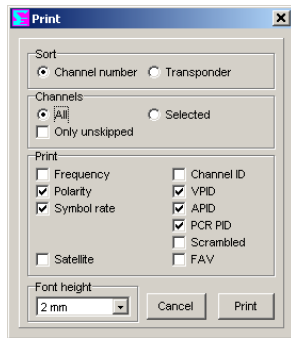 Print
Sort
Channel number Transponder
Channels
All Selected
Only unskipped
Print
Frequency Channel ID
Polarity VPID
Symbol rate APID
PCR PID
Scrambled
Satellite FAV
Font height
2 mm Cancel Print